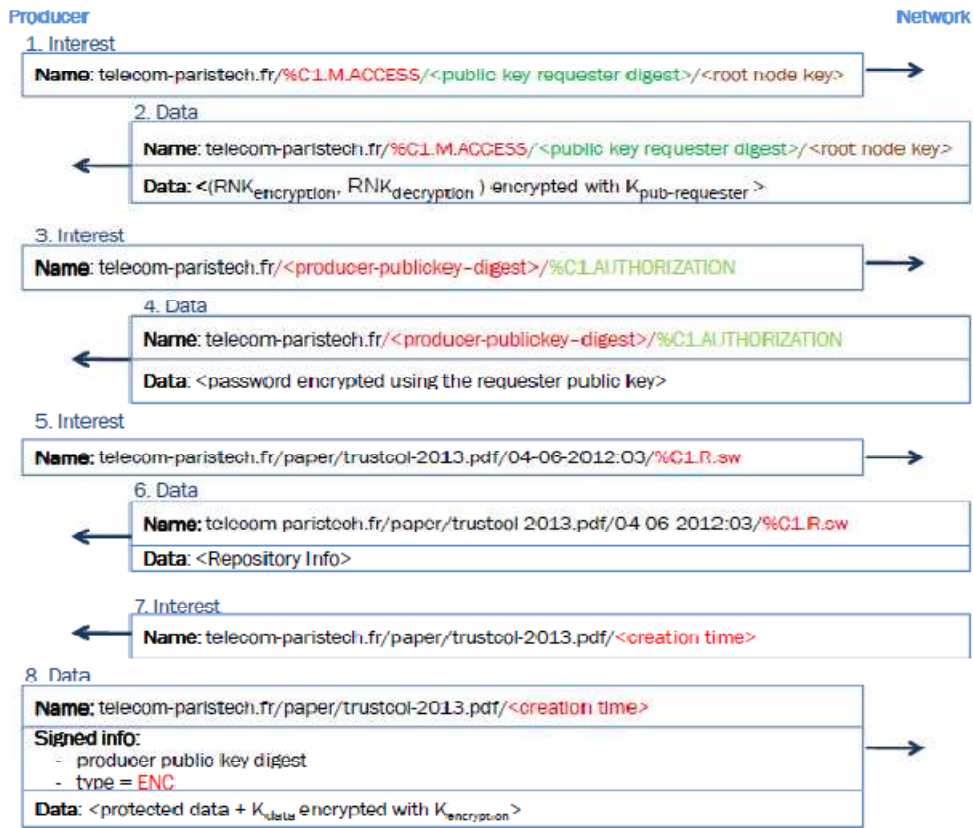 Producer Network
1. Interest
Name: telecom-paristech.fr/%C1.M.ACCESS/<public key requester digest>/<root node key>
2. Data
Name: telecom-paristech.fr/%C1.M.ACCESS/<public key requester digest>/<root node key>
Data: <(RNKencryption, RNKdecryption ) encrypted with Kpub-requester >
3. Interest
Name: telecom-paristech.fr/<producer-publickey–digest>/%C1.AUTHORIZATION
4. Data
Name: telecom-paristech.fr/<producer-publickey–digest>/%C1.AUTHORIZATION
Data: <password encrypted using the requester public key>
5. Interest
Name: telecom-paristech.fr/paper/trustcol-2013.pdf/04-06-2012:03/%C1.R.sw
6. Data
Name: telecom-paristech.fr/paper/trustcol-2013.pdf/04-06-2012:03/%C1.R.sw
Data: <Repository Info>
7. Interest
Name: telecom-paristech.fr/paper/trustcol-2013.pdf/<creation time>
8. Data
Name: telecom-paristech.fr/paper/trustcol-2013.pdf/<creation time>
Signed info:
- producer public key digest
- type = ENC
Data: <protected data + Kdata encrypted with Kencryption >